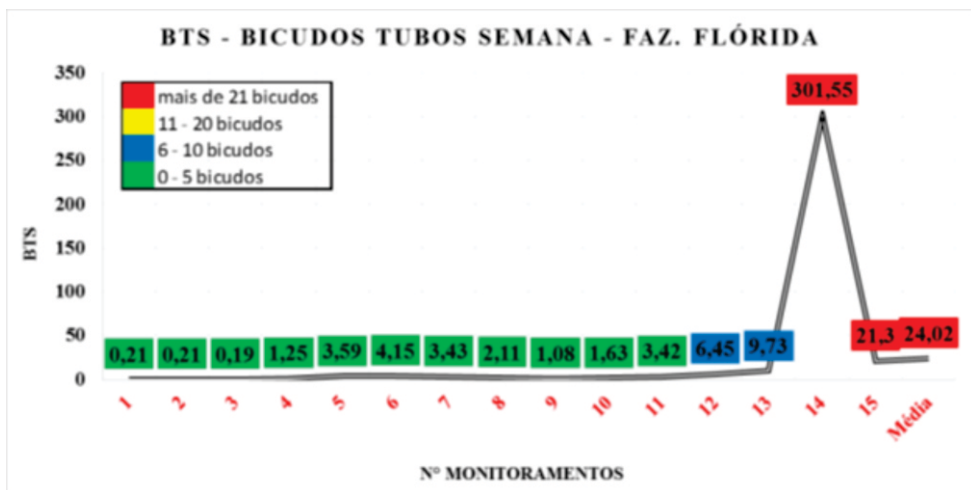 BTS - BICUDOS TUBOS SEMANA - FAZ. FLÓRIDA
350
300
250
200
150
100
50
0
BTS
mais de 21 bicudos
11 - 20 bicudos
6 - 10 bicudos
0 - 5 bicudos
0,21 0,21 0,19 1,25 3,59 4,15 3,43 2,11 1,08 1,63 3,42 6,45 9,73 301,55 21,3 24,02
1 2 3 4 5 6 7 8 9 10 11 12 13 14 15 Média
Nº MONITORAMENTOS